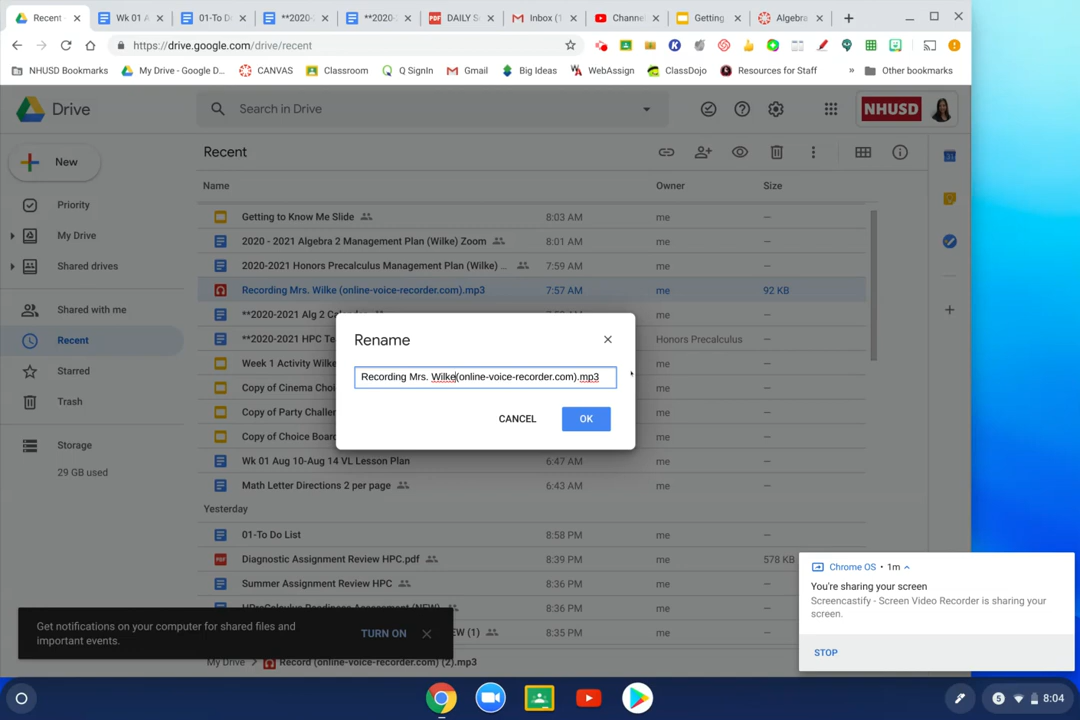 Recent -
Wk 01 A
01-To D
**2020-
**2020-
PDF DAILY S
Inbox (1
Channe
Getting
Algebra
https://drive.google.com/drive/recent
NHUSD Bookmarks
My Drive - Google D...
CANVAS
Classroom
Q SignIn
Gmail
Big Ideas
WebAssign
ClassDojo
Resources for Staff
»
Other bookmarks
Drive
Search in Drive
NHUSD
New
Recent
Name
Owner
Size
Priority
My Drive
Shared drives
Shared with me
Recent
Starred
Trash
Storage
29 GB used
Getting to Know Me Slide 8:03 AM me —
2020 - 2021 Algebra 2 Management Plan (Wilke) Zoom 8:01 AM me —
2020-2021 Honors Precalculus Management Plan (Wilke) ... 7:59 AM me —
Recording Mrs. Wilke (online-voice-recorder.com).mp3 7:57 AM me 92 KB
**2020-2021 Alg 2 C me —
**2020-2021 HPC Te Honors Precalculus —
Week 1 Activity Wilke me —
Copy of Cinema Choi me —
Copy of Party Challer me —
Copy of Choice Board me —
Wk 01 Aug 10-Aug 14 VL Lesson Plan 6:47 AM me —
Math Letter Directions 2 per page 6:43 AM me —
Yesterday
01-To Do List 8:58 PM me —
PDF Diagnostic Assignment Review HPC.pdf 8:39 PM me 578 KB
Summer Assignment Review HPC 8:36 PM me
HPreCalculus Readiness Assessment (NEW) 8:36 PM me
EW (1) 8:35 PM me
My Drive > Record (online-voice-recorder.com) (2).mp3
Rename
Recording Mrs. Wilke(online-voice-recorder.com).mp3
CANCEL
OK
Get notifications on your computer for shared files and
important events.
TURN ON
Chrome OS • 1m
You're sharing your screen
Screencastify - Screen Video Recorder is sharing your
screen.
STOP
5
8:04